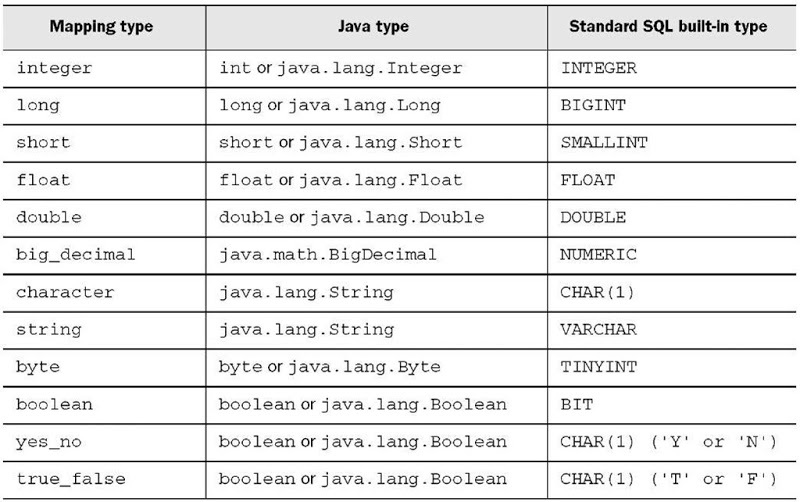 Mapping type Java type Standard SQL built-in type
integer int or java.lang.Integer INTEGER
long long or java.lang.Long BIGINT
short short or java.lang.Short SMALLINT
float float or java.lang.Float FLOAT
double double or java.lang.Double DOUBLE
big_decimal java.math.BigDecimal NUMERIC
character java.lang.String CHAR(1)
string java.lang.String VARCHAR
byte byte or java.lang.Byte TINYINT
boolean boolean or java.lang.Boolean BIT
yes_no boolean or java.lang.Boolean CHAR(1) ('Y' or 'N')
true_false boolean or java.lang.Boolean CHAR(1) ('T' or 'F')